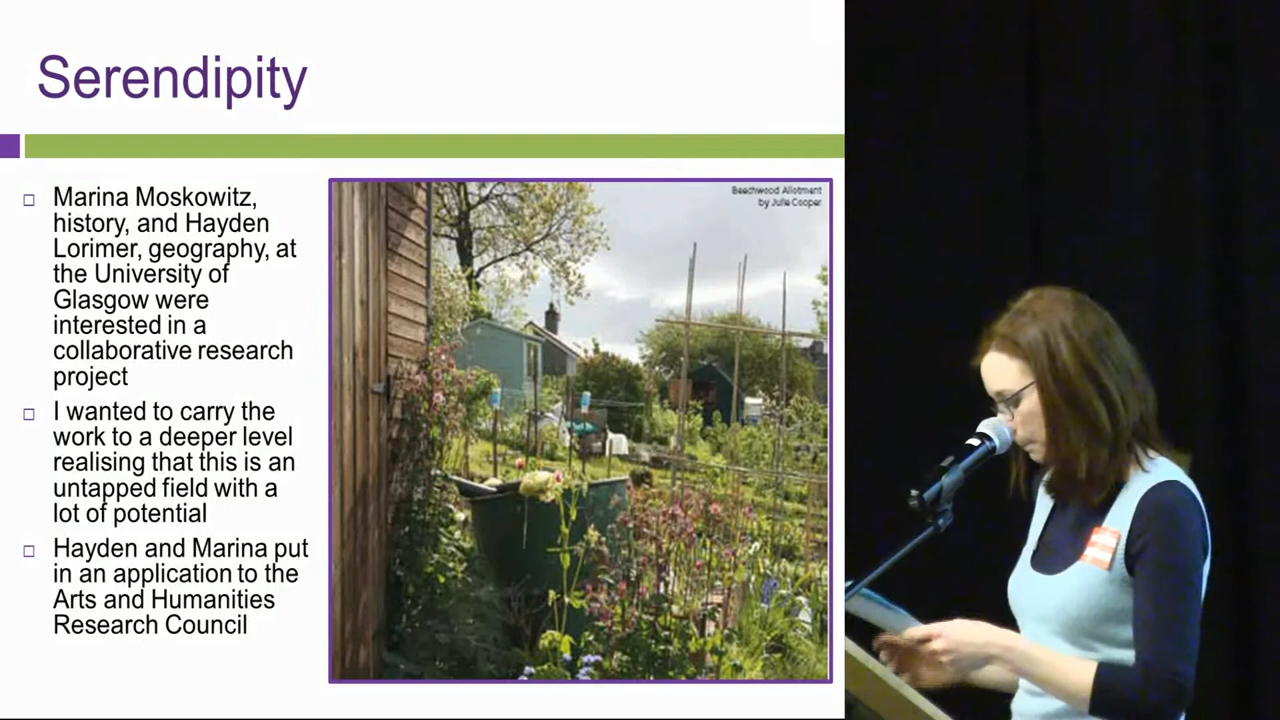 Serendipity
Marina Moskowitz,
history, and Hayden
Lorimer, geography, at
the University of
Glasgow were
interested in a
collaborative research
project
I wanted to carry the
work to a deeper level
realising that this is an
untapped field with a
lot of potential
Hayden and Marina put
in an application to the
Arts and Humanities
Research Council
Beechwood Allotment
by Julie Cooper